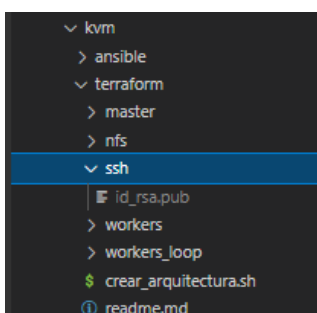 kvm
ansible
terraform
master
nfs
ssh
id_rsa.pub
workers
workers_loop
$ crear_arquitectura.sh
readme.md